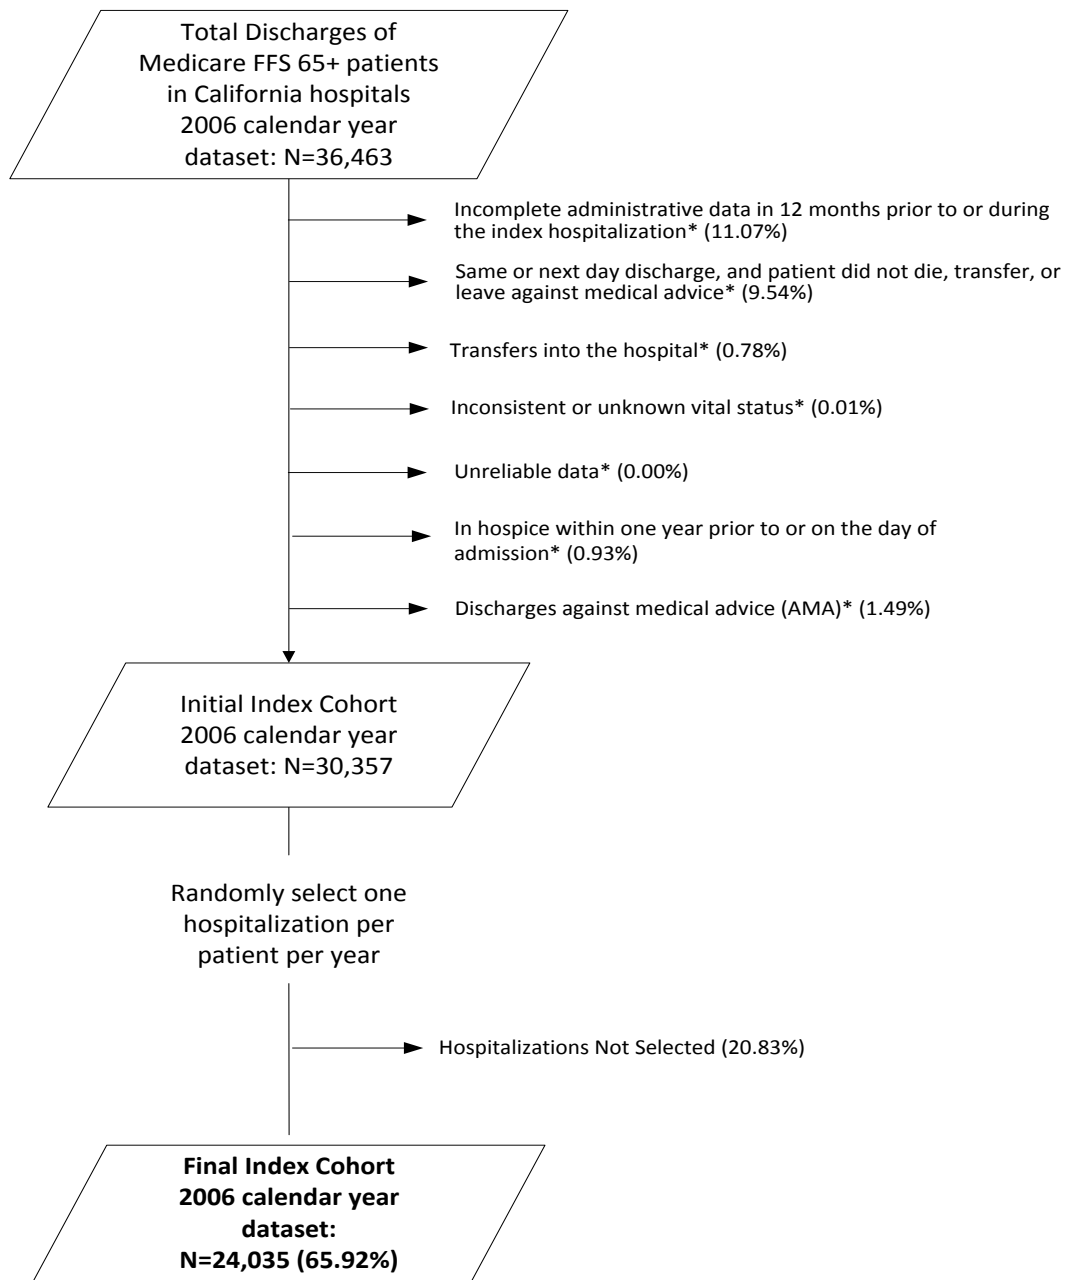 Total Discharges of
Medicare FFS 65+ patients
in California hospitals
2006 calendar year
dataset: N=36,463
Incomplete administrative data in 12 months prior to or during
the index hospitalization* (11.07%)
Same or next day discharge, and patient did not die, transfer, or
leave against medical advice* (9.54%)
Transfers into the hospital* (0.78%)
Inconsistent or unknown vital status* (0.01%)
Unreliable data* (0.00%)
In hospice within one year prior to or on the day of
admission* (0.93%)
Discharges against medical advice (AMA)* (1.49%)
Initial Index Cohort
2006 calendar year
dataset: N=30,357
Randomly select one
hospitalization per
patient per year
Hospitalizations Not Selected (20.83%)
Final Index Cohort
2006 calendar year
dataset:
N=24,035 (65.92%)